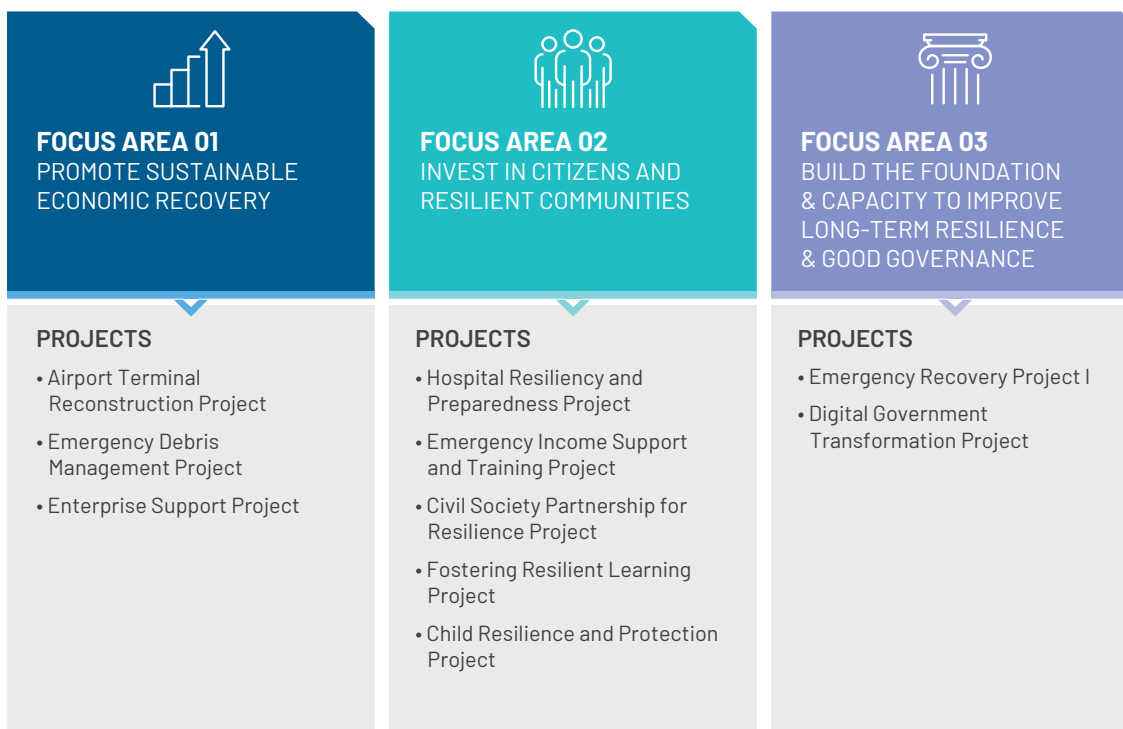 FOCUS AREA 01
PROMOTE SUSTAINABLE
ECONOMIC RECOVERY
PROJECTS
• Airport Terminal
Reconstruction Project
• Emergency Debris
Management Project
• Enterprise Support Project
FOCUS AREA 02
INVEST IN CITIZENS AND
RESILIENT COMMUNITIES
PROJECTS
• Hospital Resiliency and
Preparedness Project
• Emergency Income Support
and Training Project
• Civil Society Partnership for
Resilience Project
• Fostering Resilient Learning
Project
• Child Resilience and Protection
Project
FOCUS AREA 03
BUILD THE FOUNDATION
& CAPACITY TO IMPROVE
LONG-TERM RESILIENCE
& GOOD GOVERNANCE
PROJECTS
• Emergency Recovery Project I
• Digital Government
Transformation Project